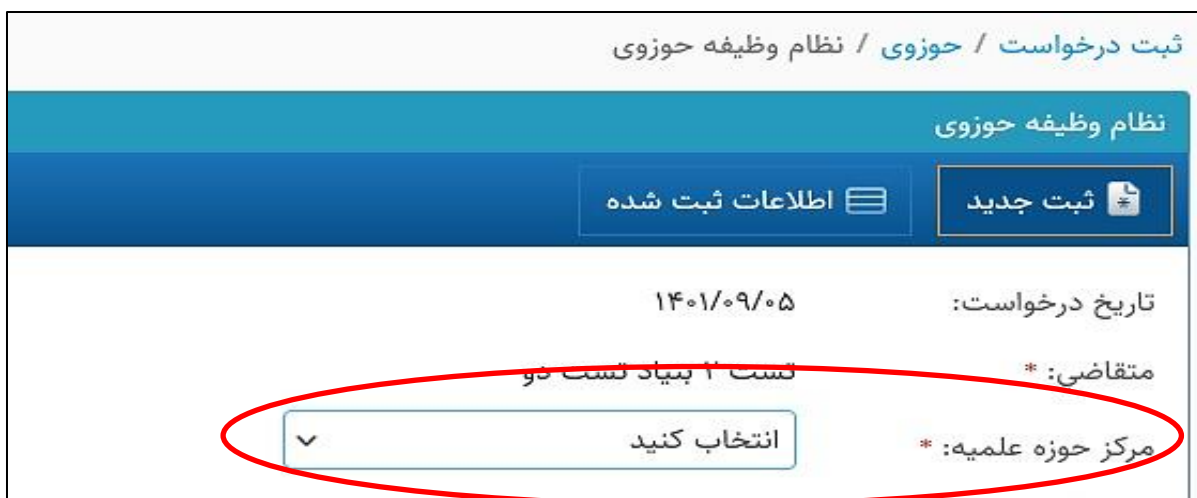 ثبت درخواست / حوزوی / نظام وظیفه حوزوی
نظام وظیفه حوزوی
ثبت جدید اطلاعات ثبت شده
تاریخ درخواست: ۱۴۰۱/۰۹/۰۵
متقاضی: * تست ۲ بنیاد تست دو
مرکز حوزه علمیه: * انتخاب کنید